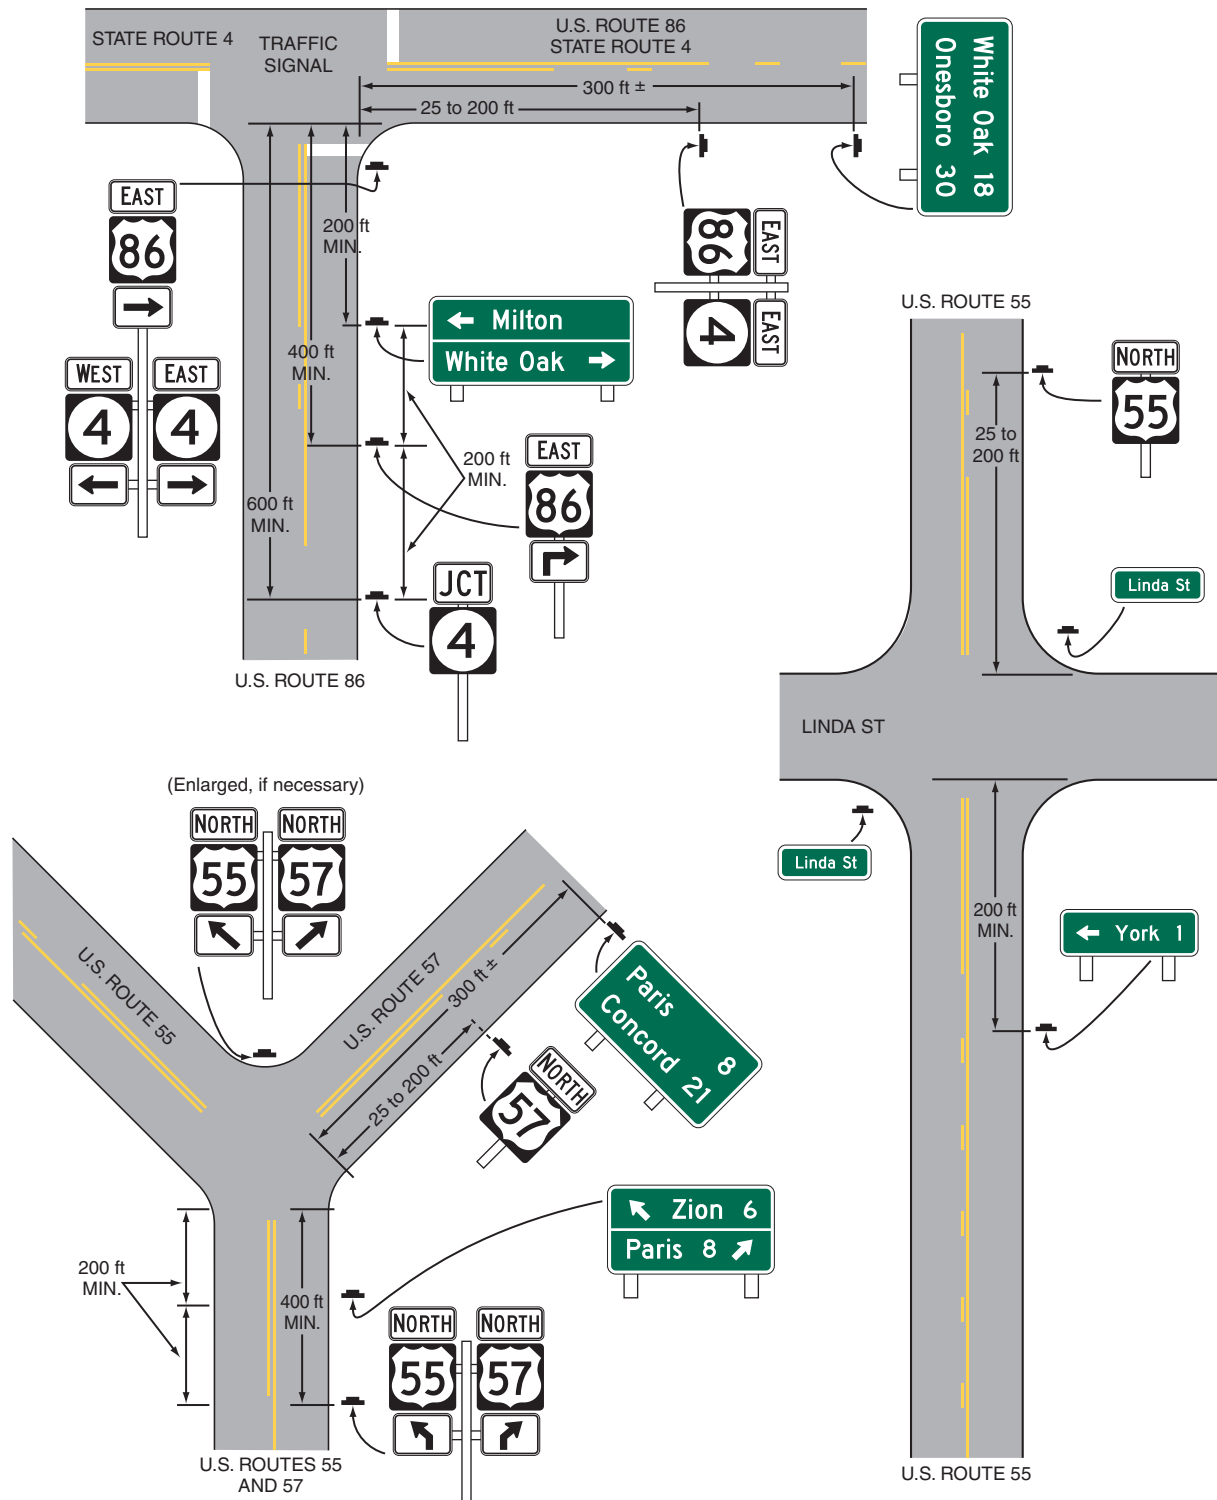 STATE ROUTE 4
TRAFFIC
SIGNAL
U.S. ROUTE 86
STATE ROUTE 4
300 ft ±
25 to 200 ft
White Oak 18
Onesboro 30
EAST
86
WEST
EAST
4
4
200 ft
MIN.
400 ft
MIN.
600 ft
MIN.
Milton
White Oak
200 ft
MIN.
EAST
86
JCT
4
U.S. ROUTE 86
86
EAST
4
EAST
U.S. ROUTE 55
NORTH
55
25 to
200 ft
Linda St
LINDA ST
Linda St
200 ft
MIN.
York 1
U.S. ROUTE 55
(Enlarged, if necessary)
NORTH
NORTH
55
57
U.S. ROUTE 55
U.S. ROUTE 57
300 ft ±
25 to 200 ft
Paris 8
Concord 21
NORTH
57
Zion 6
Paris 8
200 ft
MIN.
400 ft
MIN.
NORTH
NORTH
55
57
U.S. ROUTES 55
AND 57